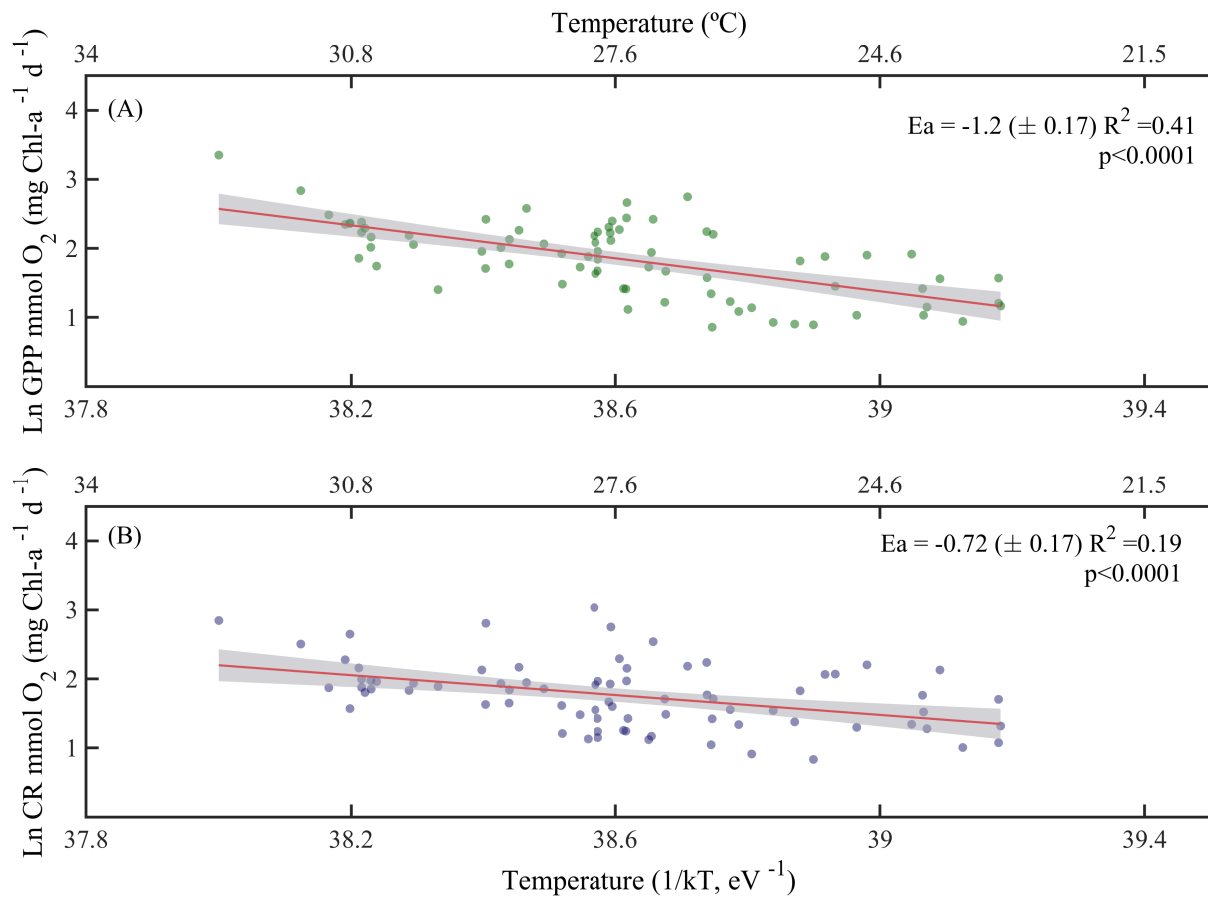 Temperature (ºC)
34 30.8 27.6 24.6 21.5
(A)
Ea = -1.2 (± 0.17) R 2 =0.41
p<0.0001
Ln GPP mmol O2 (mg Chl-a -1 d -1)
4
3
2
1
37.8 38.2 38.6 39 39.4
34 30.8 27.6 24.6 21.5
(B)
Ea = -0.72 (± 0.17) R 2 =0.19
p<0.0001
Ln CR mmol O2 (mg Chl-a -1 d -1)
4
3
2
1
37.8 38.2 38.6 39 39.4
Temperature (1/kT, eV -1)